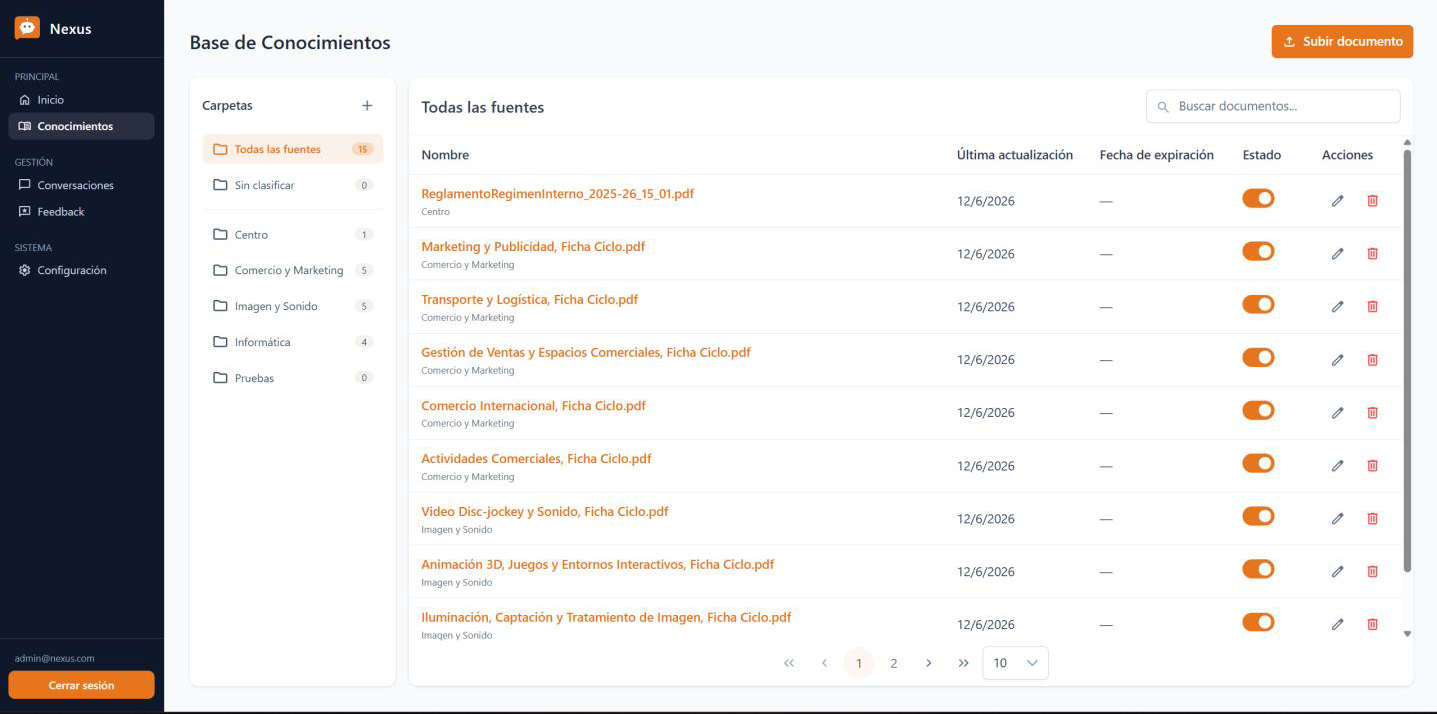 Nexus
PRINCIPAL
Inicio
Conocimientos
GESTIÓN
Conversaciones
Feedback
SISTEMA
Configuración
admin@nexus.com
Cerrar sesión
Base de Conocimientos
Subir documento
Carpetas
Todas las fuentes 15
Sin clasificar 0
Centro 1
Comercio y Marketing 5
Imagen y Sonido 5
Informática 4
Pruebas 0
Todas las fuentes
Buscar documentos...
Nombre Última actualización Fecha de expiración Estado Acciones
ReglamentoRegimenInterno_2025-26_15_01.pdf
Centro
12/6/2026 —
Marketing y Publicidad, Ficha Ciclo.pdf
Comercio y Marketing
12/6/2026 —
Transporte y Logística, Ficha Ciclo.pdf
Comercio y Marketing
12/6/2026 —
Gestión de Ventas y Espacios Comerciales, Ficha Ciclo.pdf
Comercio y Marketing
12/6/2026 —
Comercio Internacional, Ficha Ciclo.pdf
Comercio y Marketing
12/6/2026 —
Actividades Comerciales, Ficha Ciclo.pdf
Comercio y Marketing
12/6/2026 —
Video Disc-jockey y Sonido, Ficha Ciclo.pdf
Imagen y Sonido
12/6/2026 —
Animación 3D, Juegos y Entornos Interactivos, Ficha Ciclo.pdf
Imagen y Sonido
12/6/2026 —
Iluminación, Captación y Tratamiento de Imagen, Ficha Ciclo.pdf
Imagen y Sonido
12/6/2026 —
« ‹ 1 2 › » 10